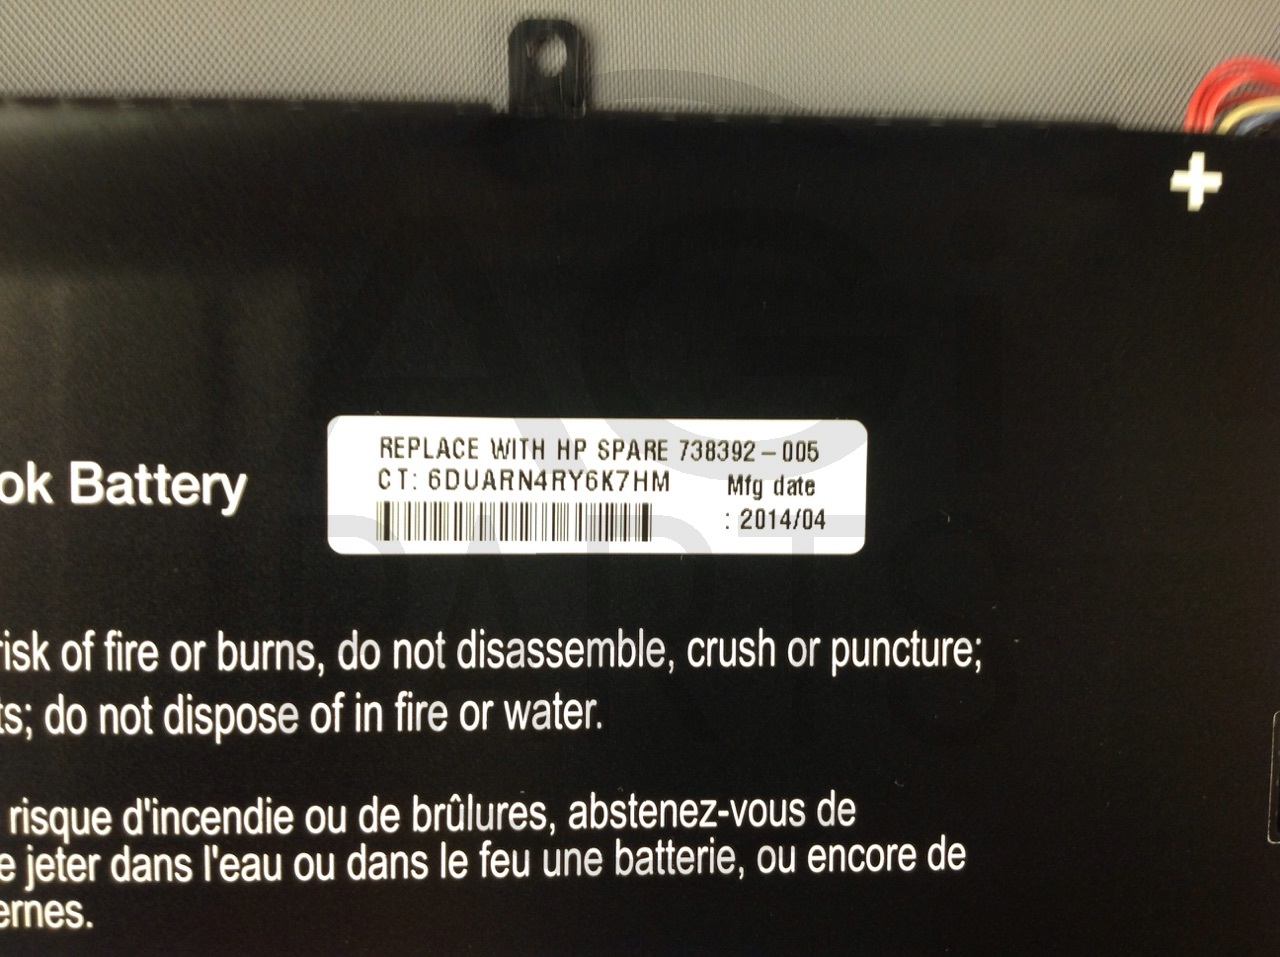 REPLACE WITH HP SPARE 738392-005
CT: 6DUARN4RY6K7HM
Mfg date
: 2014/04
ok Battery
risk of fire or burns, do not disassemble, crush or puncture;
ts; do not dispose of in fire or water.
risque d'incendie ou de brûlures, abstenez-vous de
e jeter dans l'eau ou dans le feu une batterie, ou encore de
ernes.
AGI
PARTS